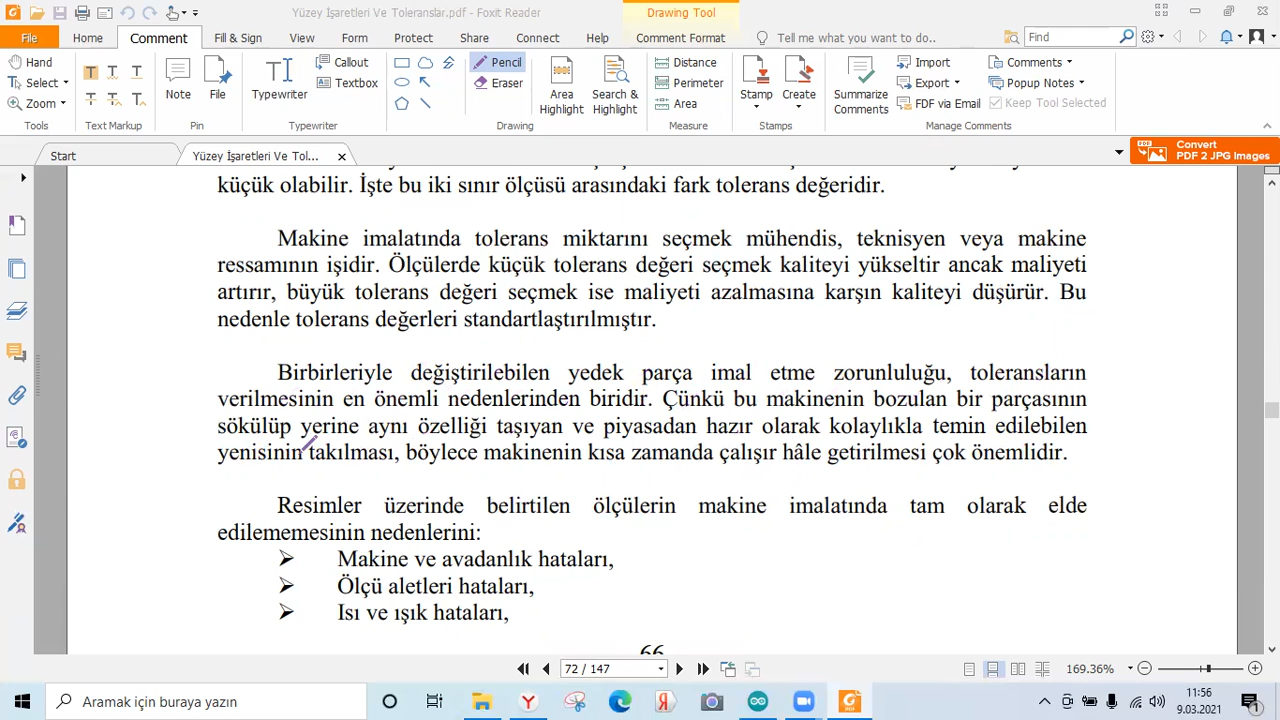 Yüzey İşaretleri Ve Toleranslar.pdf - Foxit Reader
Drawing Tool
File Home Comment Fill & Sign View Form Protect Share Connect Help Comment Format Tell me what you want to do.. Find
Hand
Select
Zoom
Tools
Text Markup
Note
File
Pin
Typewriter
Callout
Textbox
Typewriter
Pencil
Eraser
Drawing
Area
Highlight
Search &
Highlight
Distance
Perimeter
Area
Measure
Stamp
Create
Stamps
Summarize
Comments
Import
Export
FDF via Email
Comments
Popup Notes
Keep Tool Selected
Manage Comments
Start
Yüzey İşaretleri Ve Tol...
Convert
PDF 2 JPG Images
küçük olabilir. İşte bu iki sınır ölçüsü arasındaki fark tolerans değeridir.
Makine imalatında tolerans miktarını seçmek mühendis, teknisyen veya makine
ressamının işidir. Ölçülerde küçük tolerans değeri seçmek kaliteyi yükseltir ancak maliyeti
artırır, büyük tolerans değeri seçmek ise maliyeti azalmasına karşın kaliteyi düşürür. Bu
nedenle tolerans değerleri standartlaştırılmıştır.
Birbirleriyle değiştirilebilen yedek parça imal etme zorunluluğu, toleransların
verilmesinin en önemli nedenlerinden biridir. Çünkü bu makinenin bozulan bir parçasının
sökülüp yerine aynı özelliği taşıyan ve piyasadan hazır olarak kolaylıkla temin edilebilen
yenisinin takılması, böylece makinenin kısa zamanda çalışır hâle getirilmesi çok önemlidir.
Resimler üzerinde belirtilen ölçülerin makine imalatında tam olarak elde
edilememesinin nedenlerini:
Makine ve avadanlık hataları,
Ölçü aletleri hataları,
Isı ve ışık hataları,
66
72 / 147
169.36%
Aramak için buraya yazın
11:56
9.03.2021